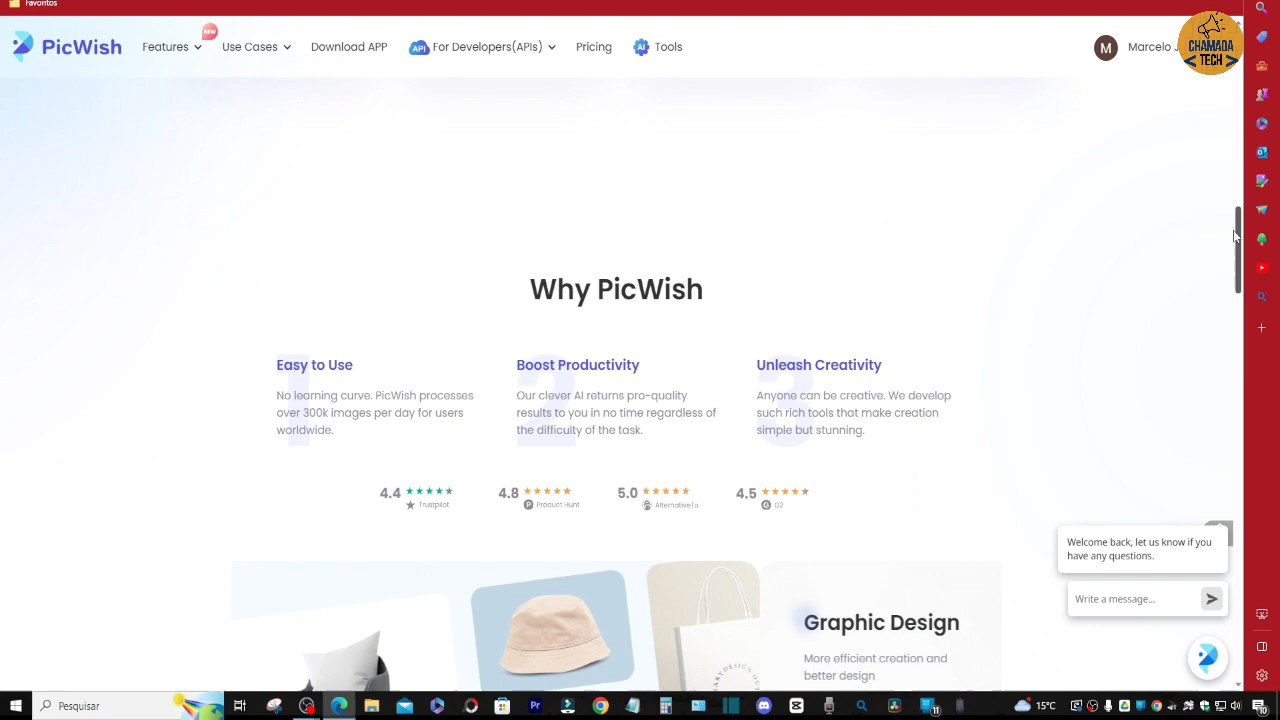 Favoritos
PicWish
Features
NEW
Use Cases
Download APP
API
For Developers(APIs)
Pricing
AI
Tools
M
Marcelo J
CHAMADA
< TECH >
Why PicWish
1
Easy to Use
No learning curve. PicWish processes
over 300k images per day for users
worldwide.
2
Boost Productivity
Our clever AI returns pro-quality
results to you in no time regardless of
the difficulty of the task.
3
Unleash Creativity
Anyone can be creative. We develop
such rich tools that make creation
simple but stunning.
4.4
Trustpilot
4.8
Product Hunt
5.0
AlternativeTo
4.5
G2
Graphic Design
More efficient creation and
better design
Welcome back, let us know if you
have any questions.
Write a message...
Pesquisar
15°C